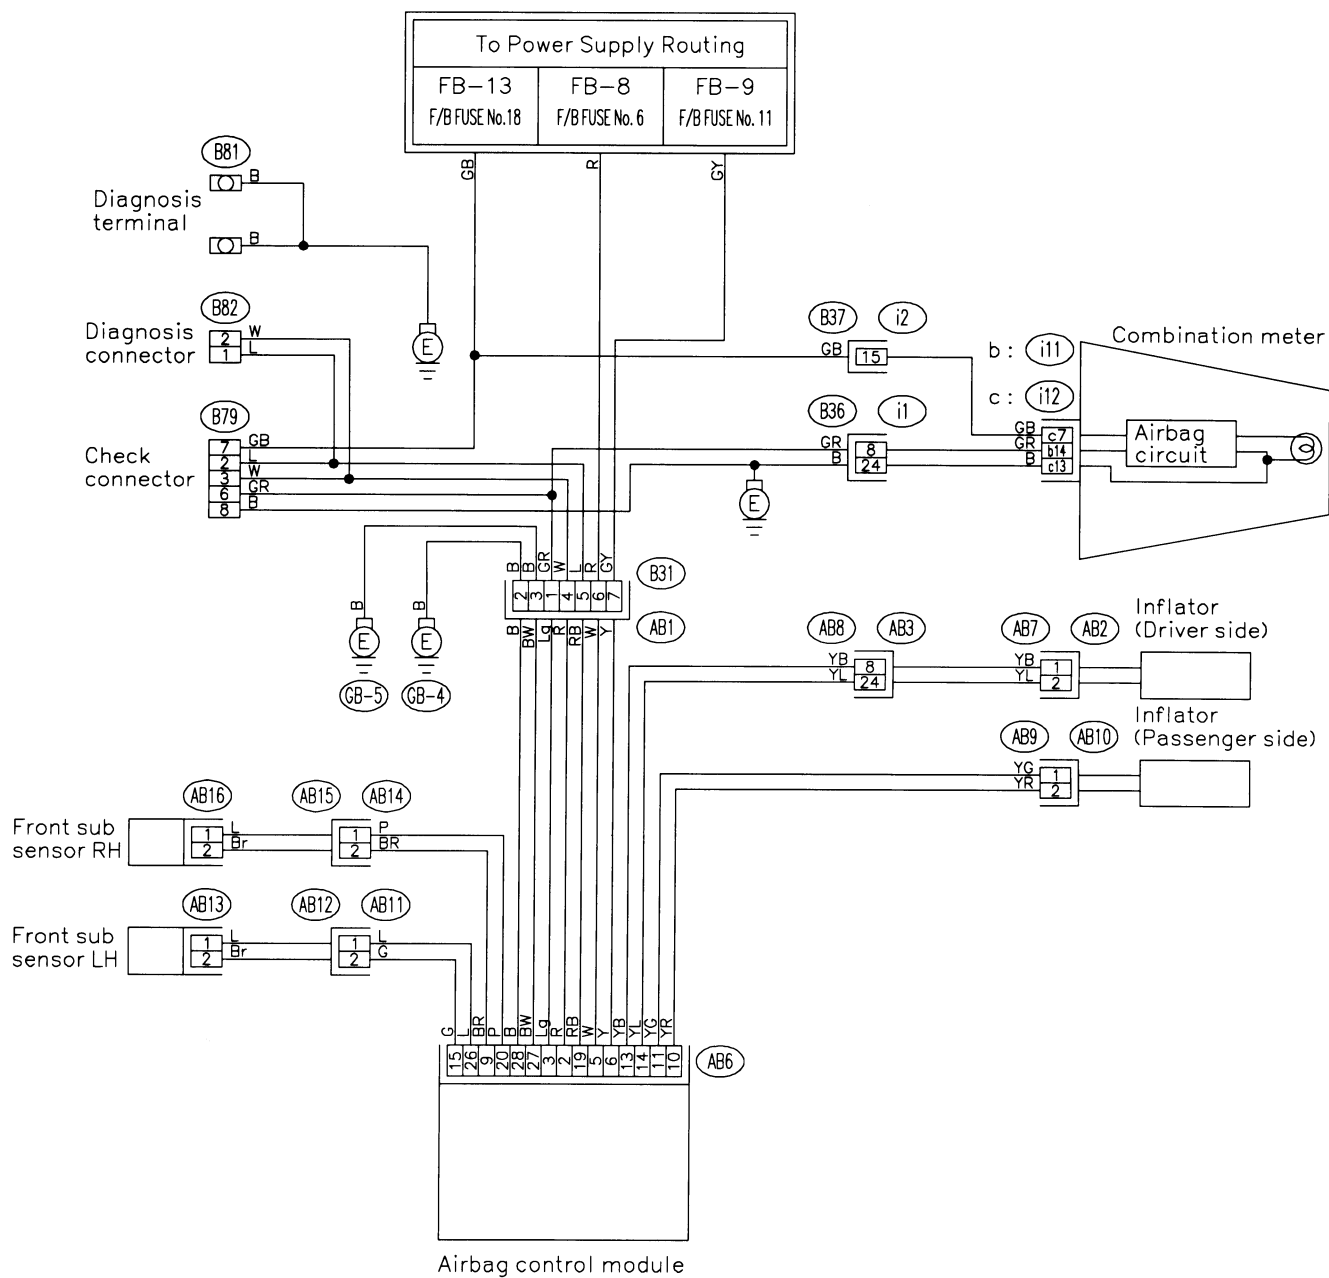 To Power Supply Routing
FB-13 FB-8 FB-9
F/B FUSE No.18 F/B FUSE No. 6 F/B FUSE No. 11
GB R GY
B81
B
Diagnosis
terminal
B
E
B82
Diagnosis
connector
2 W
1 L
B79
Check
connector
7 GB
2 L
3 W
6 GR
8 B
B37 i2
GB 15
B36 i1
GR 8
B 24
E
b: i11
c: i12
Combination meter
GB c7
GR b14
B c13
Airbag
circuit
B B GR W L R GY
2 3 1 4 5 6 7
B31
AB1
B BW Lg R RB W Y
B B
E E
GB-5 GB-4
AB8 AB3
YB 8
YL 24
AB7 AB2
YB 1
YL 2
Inflator
(Driver side)
AB9 AB10
YG 1
YR 2
Inflator
(Passenger side)
AB16 AB15 AB14
Front sub
sensor RH
1 L 1 P
2 Br 2 BR
AB13 AB12 AB11
Front sub
sensor LH
1 L 1 L
2 Br 2 G
G L BR P B BW Lg R RB W Y YB YL YG YR
15 26 9 20 28 27 3 2 19 5 6 13 14 11 10
AB6
Airbag control module